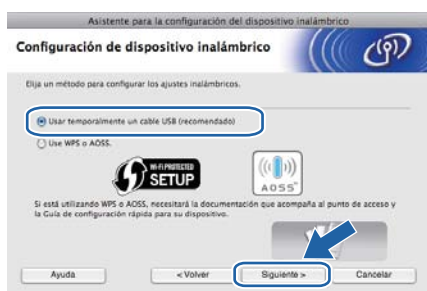 Asistente para la configuración del dispositivo inalámbrico
Configuración de dispositivo inalámbrico
Elija un método para configurar los ajustes inalámbricos.
Usar temporalmente un cable USB (recomendado)
Use WPS o AOSS.
WI-FI PROTECTED
SETUP
AOSS™
Si está utilizando WPS o AOSS, necesitará la documentación que acompaña al punto de acceso y
la Guía de configuración rápida para su dispositivo.
Ayuda
< Volver
Siguiente >
Cancelar